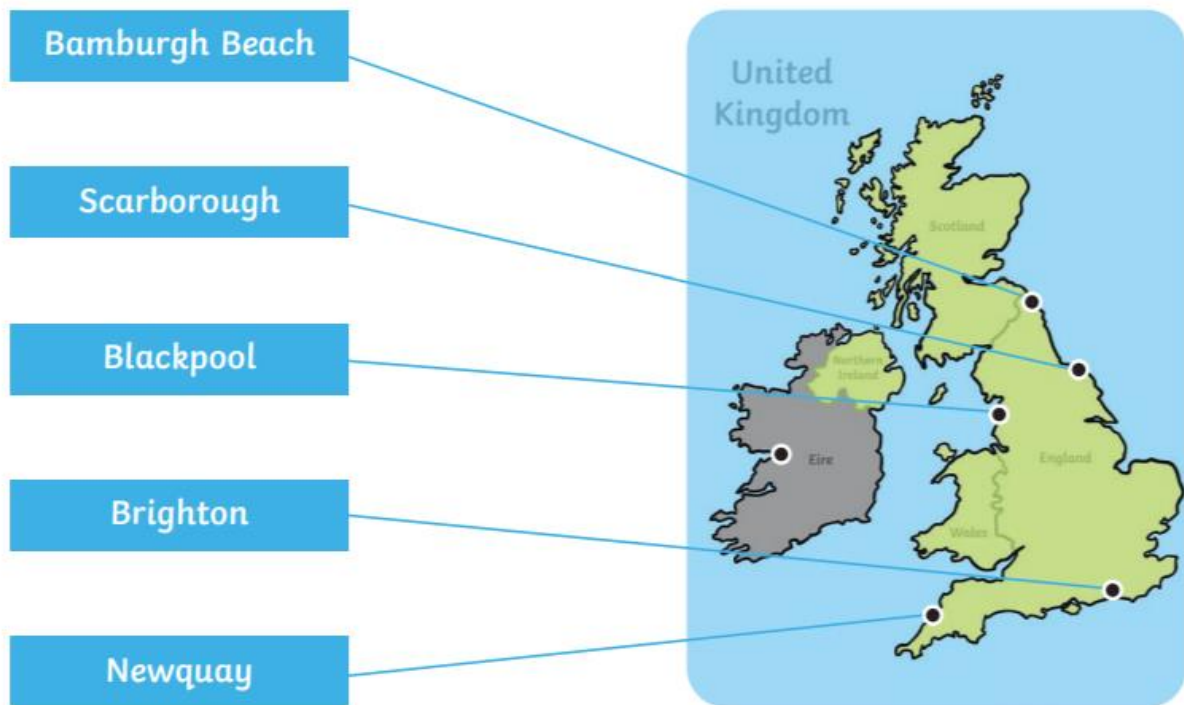 Bamburgh Beach
Scarborough
Blackpool
Brighton
Newquay
United
Kingdom
Scotland
Northern
Ireland
Eire
England
Wales